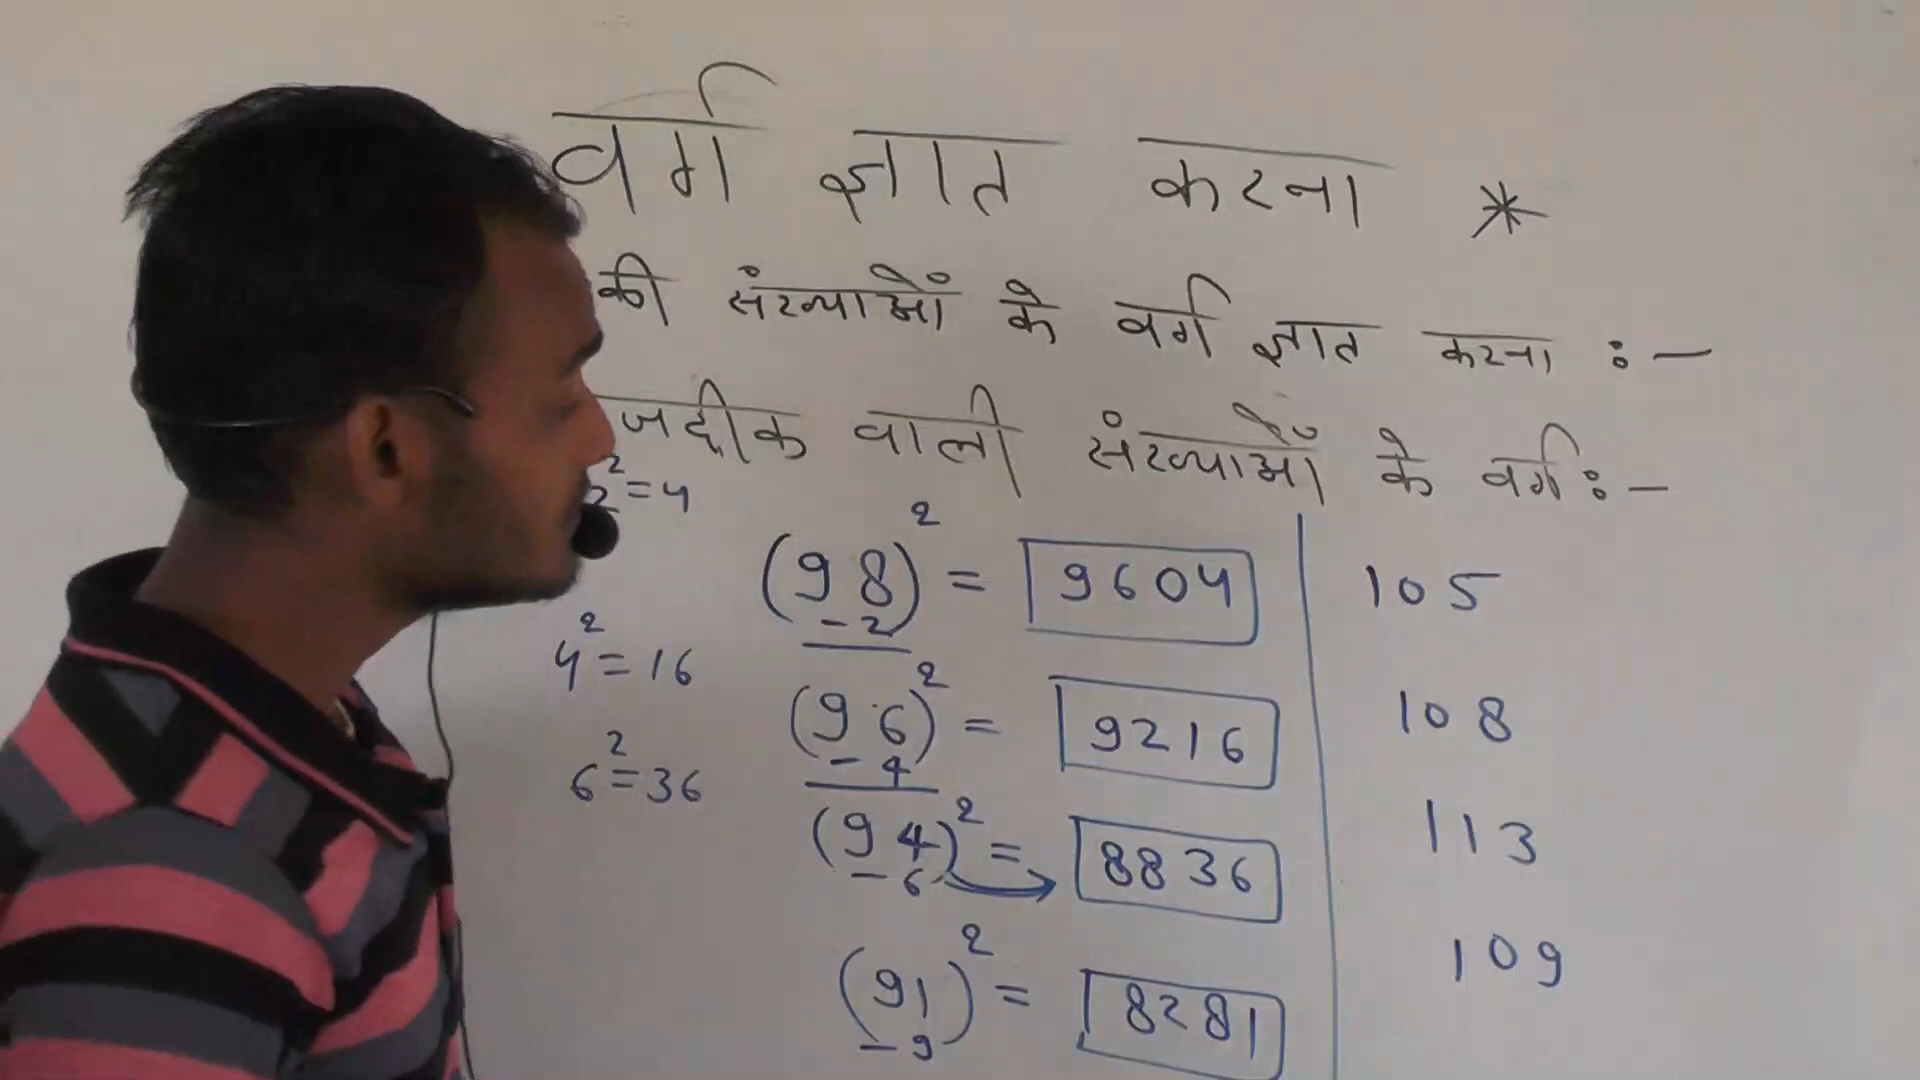 वर्ग ज्ञात करना *
की संख्याओं के वर्ग ज्ञात करना :-
वाली संख्याओं के वर्ग :-
2² = 4
(98)² = 9604
-2
4² = 16
(96)² = 9216
-4
6² = 36
(94)² = 8836
-6
(91)² = 8281
-9
105
108
113
109